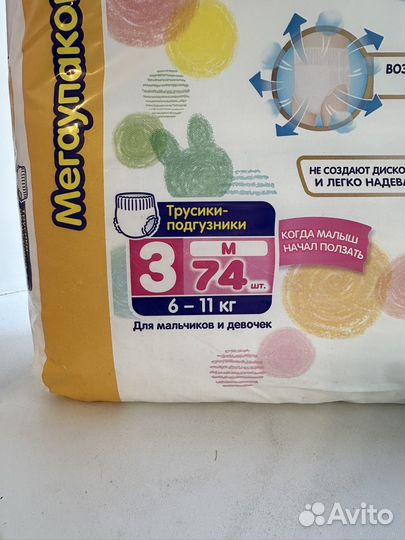 Мегаупаков
ВОЗ
НЕ СОЗДАЮТ ДИСКО
И ЛЕГКО НАДЕВА
Трусики-
подгузники
3
M
74 шт.
6 – 11 кг
КОГДА МАЛЫШ
НАЧАЛ ПОЛЗАТЬ
Для мальчиков и девочек
Avito